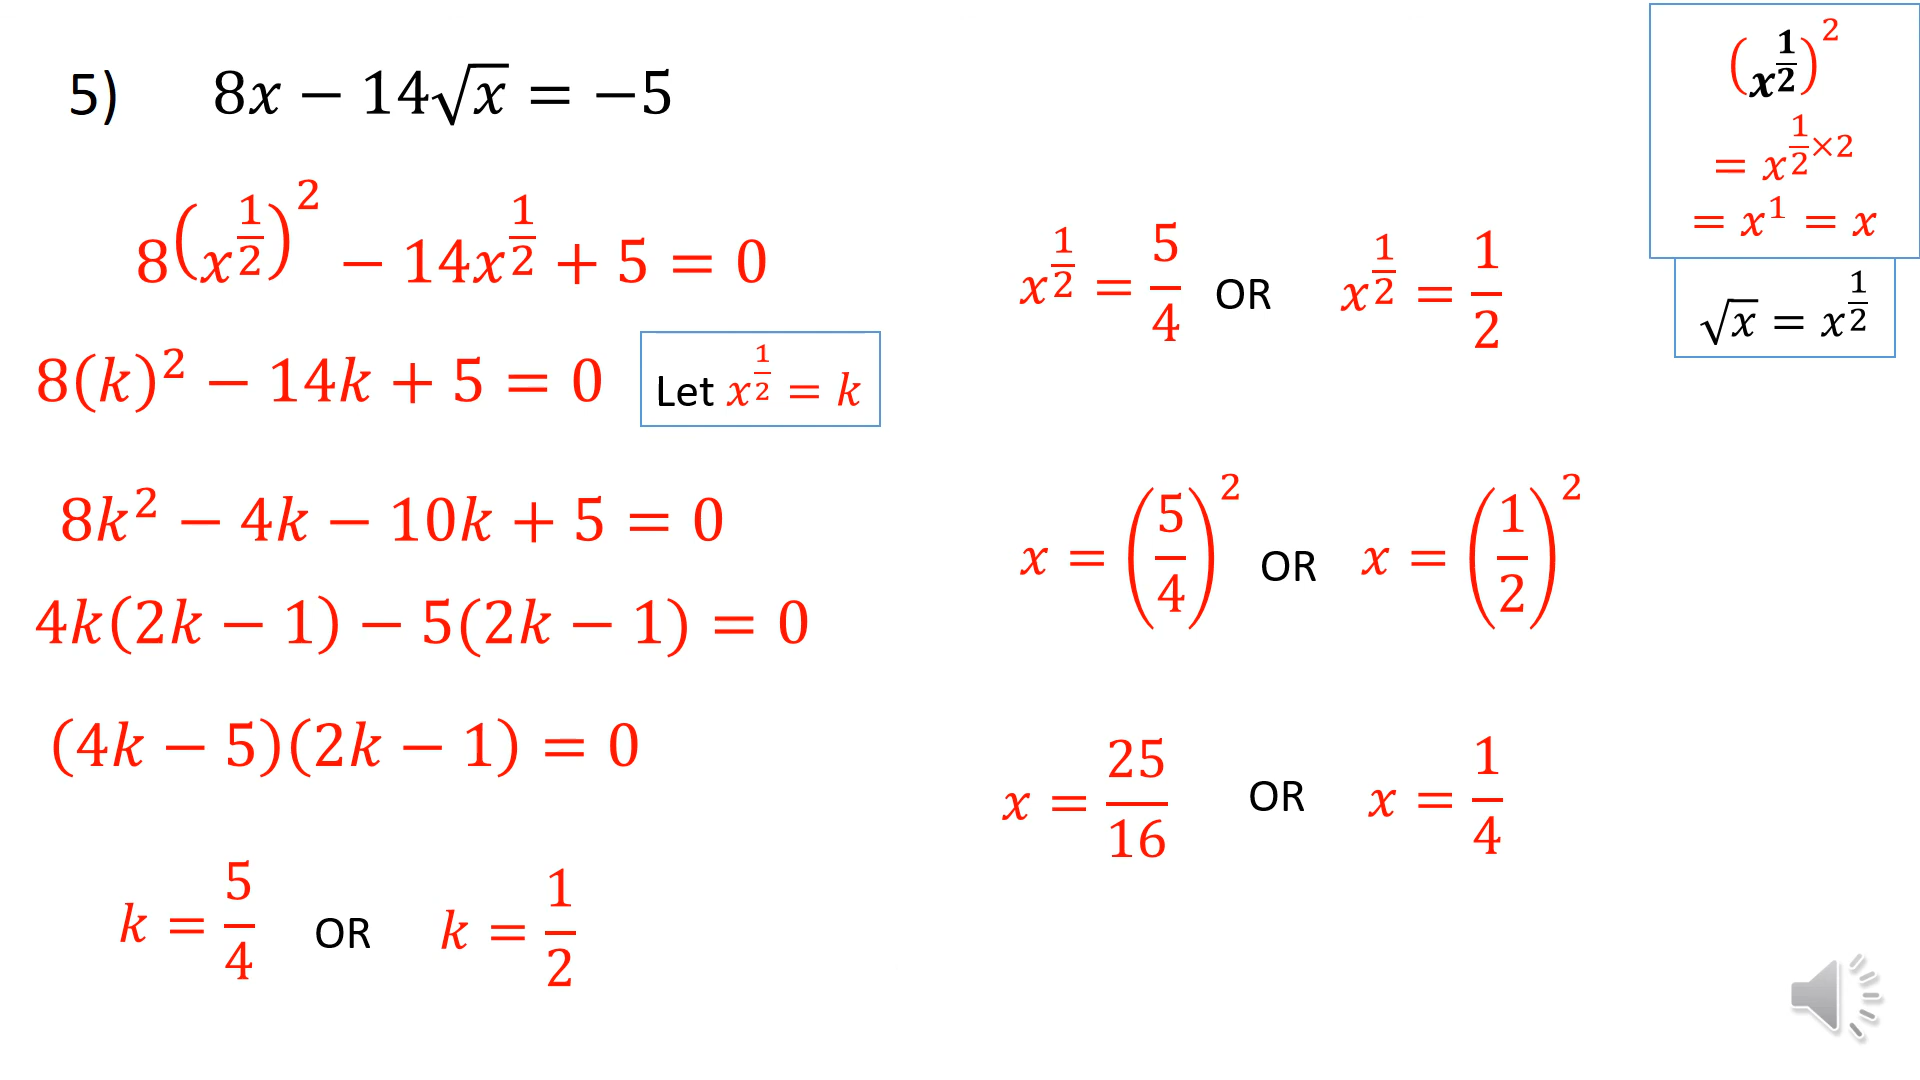 5) 8x − 14√x = −5
8(x^(1/2))^2 − 14x^(1/2) + 5 = 0
8(k)^2 − 14k + 5 = 0
Let x^(1/2) = k
8k^2 − 4k − 10k + 5 = 0
4k(2k − 1) − 5(2k − 1) = 0
(4k − 5)(2k − 1) = 0
k = 5/4 OR k = 1/2
x^(1/2) = 5/4 OR x^(1/2) = 1/2
x = (5/4)^2 OR x = (1/2)^2
x = 25/16 OR x = 1/4
(x^(1/2))^2
= x^(1/2 × 2)
= x^1 = x
√x = x^(1/2)